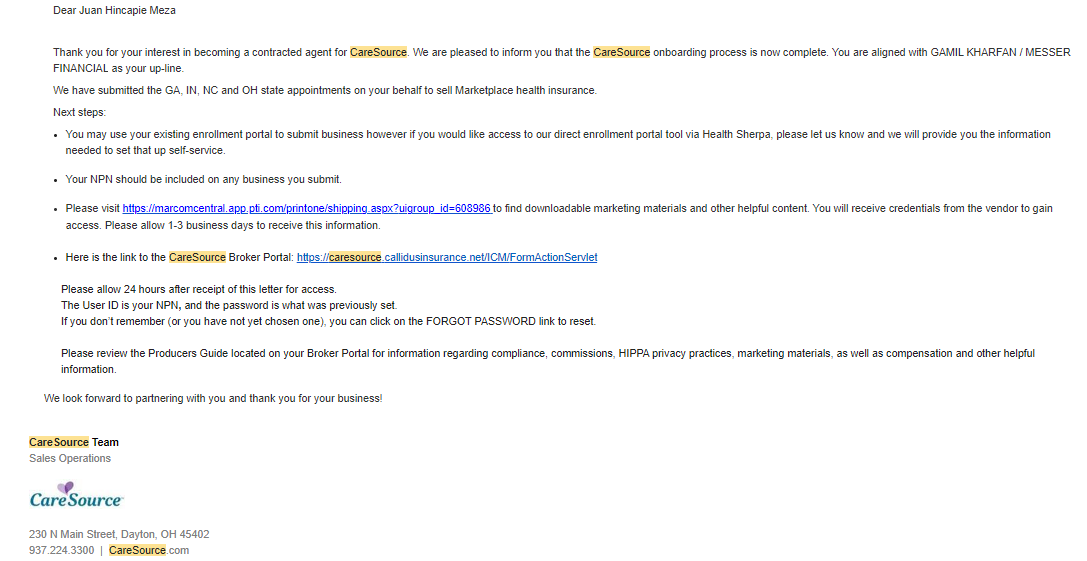 Dear Juan Hincapie Meza
Thank you for your interest in becoming a contracted agent for CareSource. We are pleased to inform you that the CareSource onboarding process is now complete. You are aligned with GAMIL KHARFAN / MESSER
FINANCIAL as your up-line.
We have submitted the GA, IN, NC and OH state appointments on your behalf to sell Marketplace health insurance.
Next steps:
• You may use your existing enrollment portal to submit business however if you would like access to our direct enrollment portal tool via Health Sherpa, please let us know and we will provide you the information
needed to set that up self-service.
• Your NPN should be included on any business you submit.
• Please visit https://marcomcentral.app.pti.com/printone/shipping.aspx?uigroup_id=608986 to find downloadable marketing materials and other helpful content. You will receive credentials from the vendor to gain
access. Please allow 1-3 business days to receive this information.
• Here is the link to the CareSource Broker Portal: https://caresource.callidusinsurance.net/ICM/FormActionServlet
Please allow 24 hours after receipt of this letter for access.
The User ID is your NPN, and the password is what was previously set.
If you don't remember (or you have not yet chosen one), you can click on the FORGOT PASSWORD link to reset.
Please review the Producers Guide located on your Broker Portal for information regarding compliance, commissions, HIPPA privacy practices, marketing materials, as well as compensation and other helpful
information.
We look forward to partnering with you and thank you for your business!
CareSource Team
Sales Operations
CareSource
230 N Main Street, Dayton, OH 45402
937.224.3300 | CareSource.com